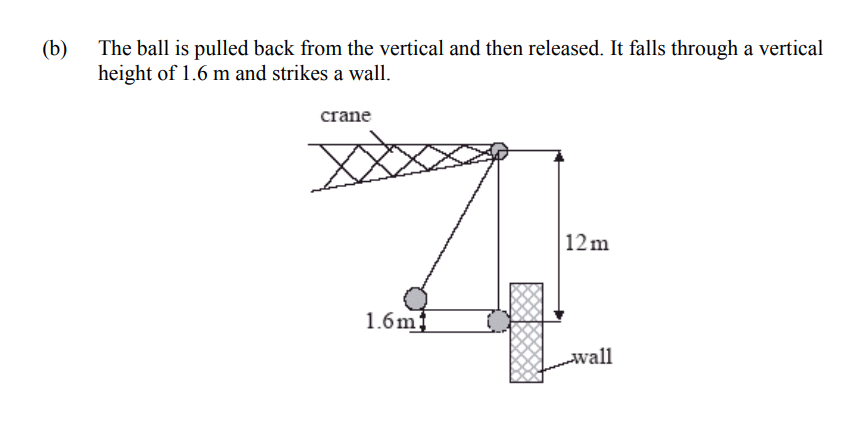 (b) The ball is pulled back from the vertical and then released. It falls through a vertical
height of 1.6 m and strikes a wall.
crane
12m
1.6m
wall